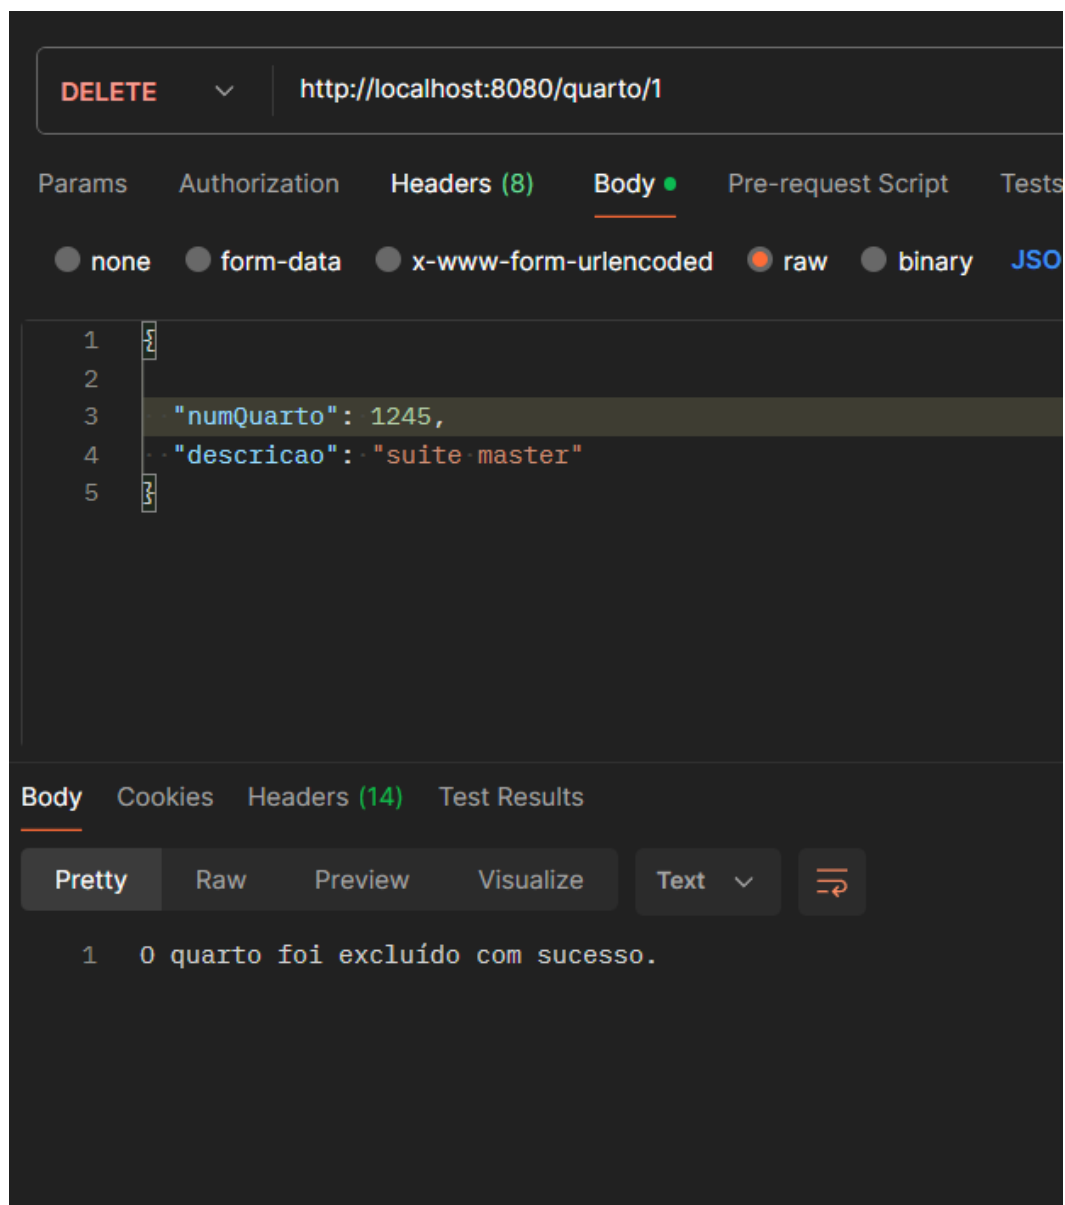 DELETE http://localhost:8080/quarto/1
Params Authorization Headers (8) Body Pre-request Script Tests
none form-data x-www-form-urlencoded raw binary JSO
1 {
2
3 "numQuarto": 1245,
4 "descricao": "suite master"
5 }
Body Cookies Headers (14) Test Results
Pretty Raw Preview Visualize Text
1 O quarto foi excluído com sucesso.